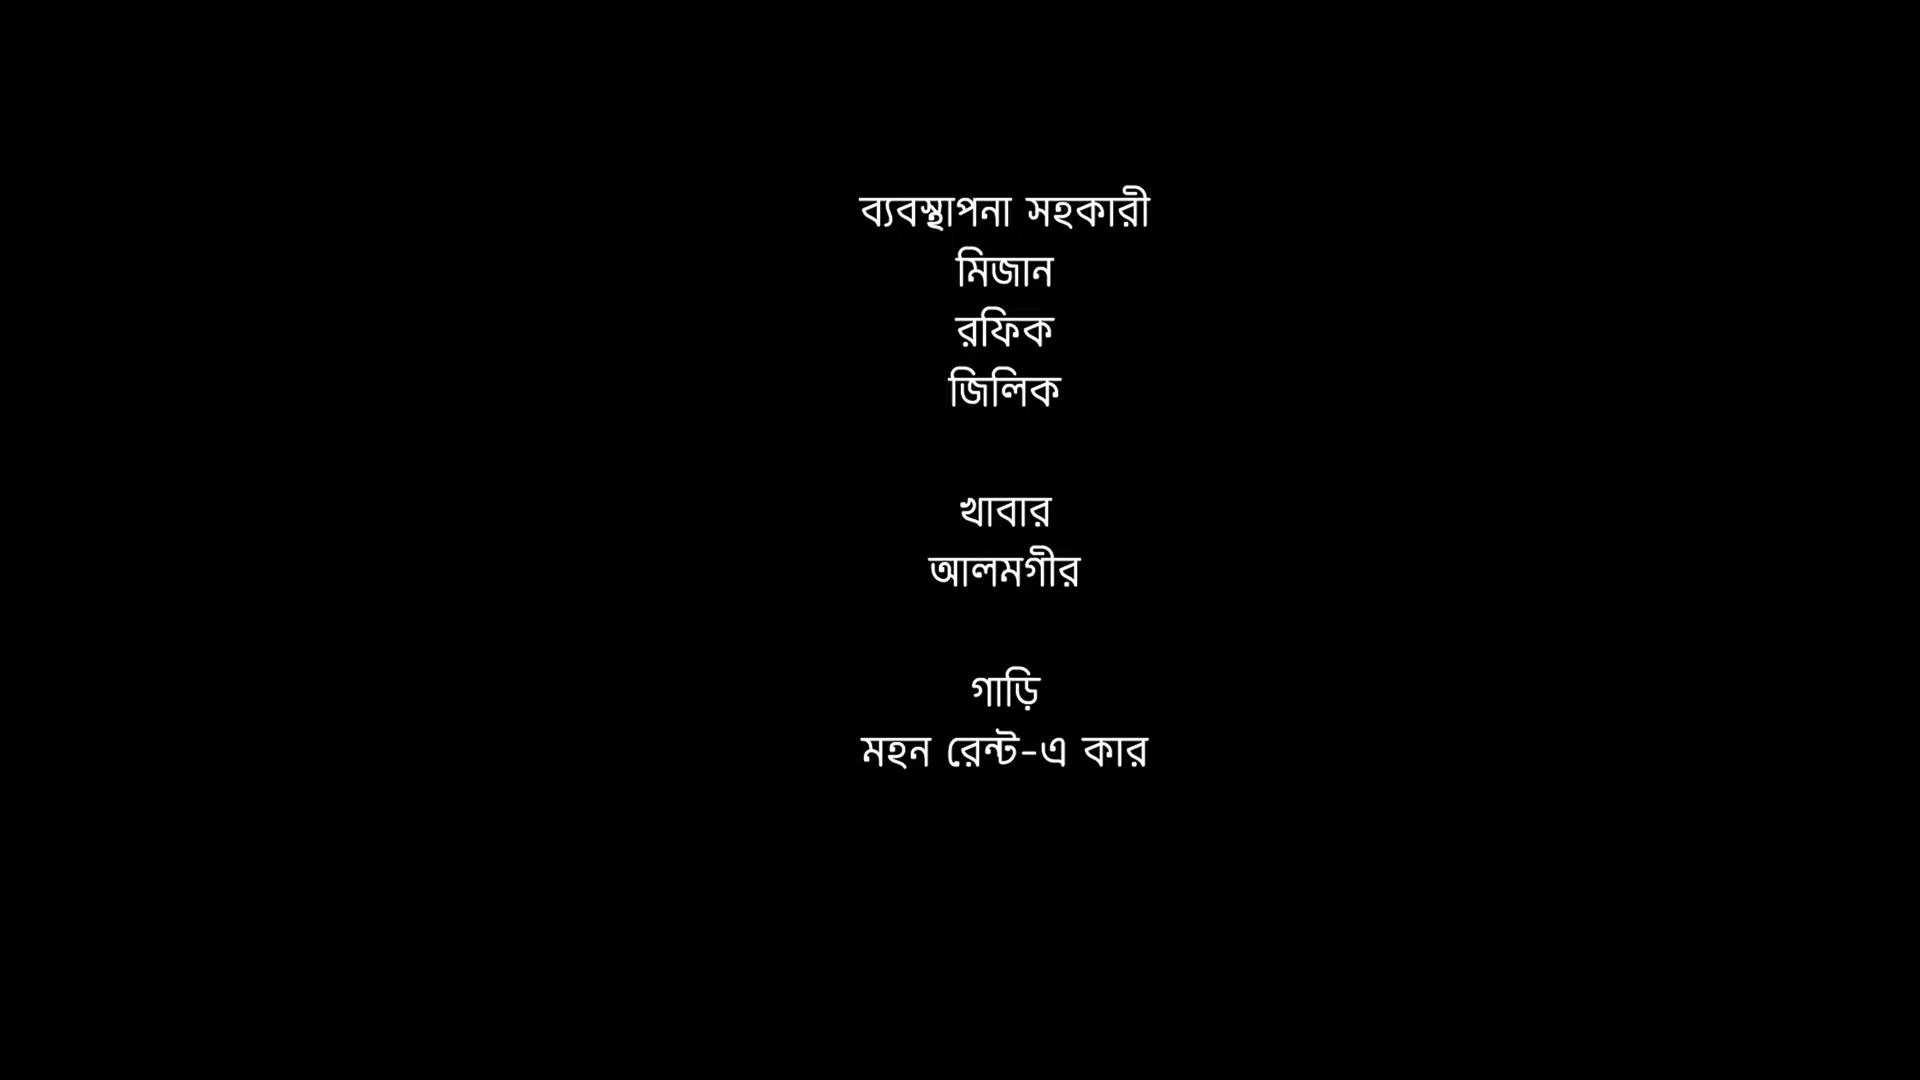 ব্যবস্থাপনা সহকারী
মিজান
রফিক
জিলিক
খাবার
আলমগীর
গাড়ি
মহন রেন্ট-এ কার